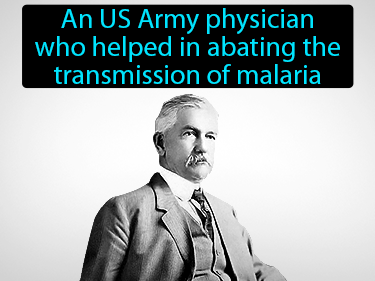 An US Army physician
who helped in abating the
transmission of malaria